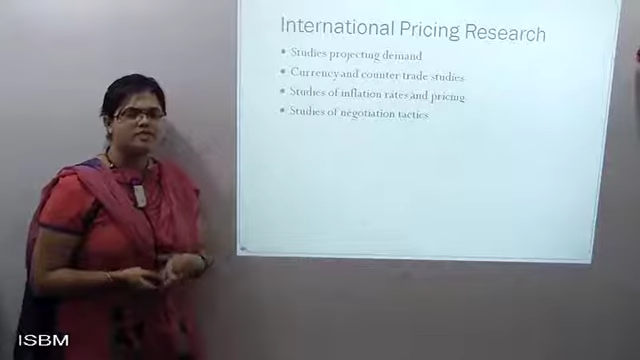 International Pricing Research
• Studies projecting demand
• Currency and counter trade studies
• Studies of inflation rates and pricing
• Studies of negotiation tactics
ISBM